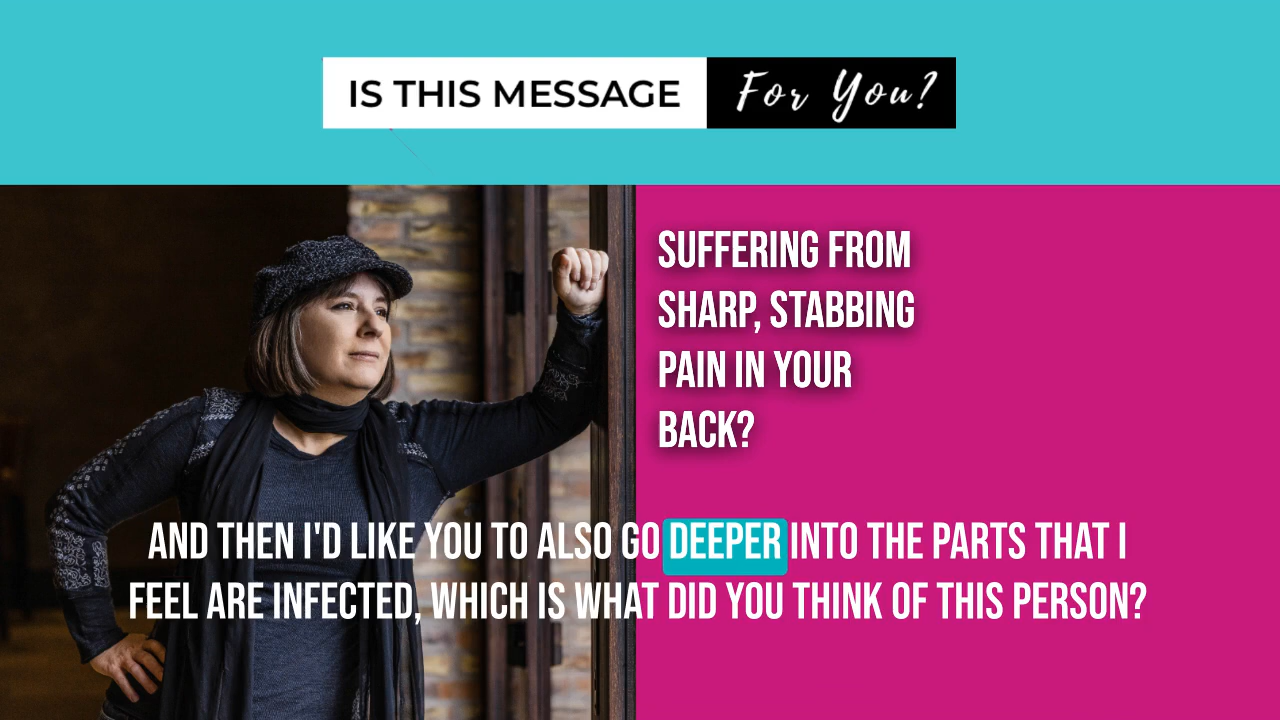 IS THIS MESSAGE For You?
SUFFERING FROM
SHARP, STABBING
PAIN IN YOUR
BACK?
AND THEN I'D LIKE YOU TO ALSO GO DEEPER INTO THE PARTS THAT I
FEEL ARE INFECTED, WHICH IS WHAT DID YOU THINK OF THIS PERSON?